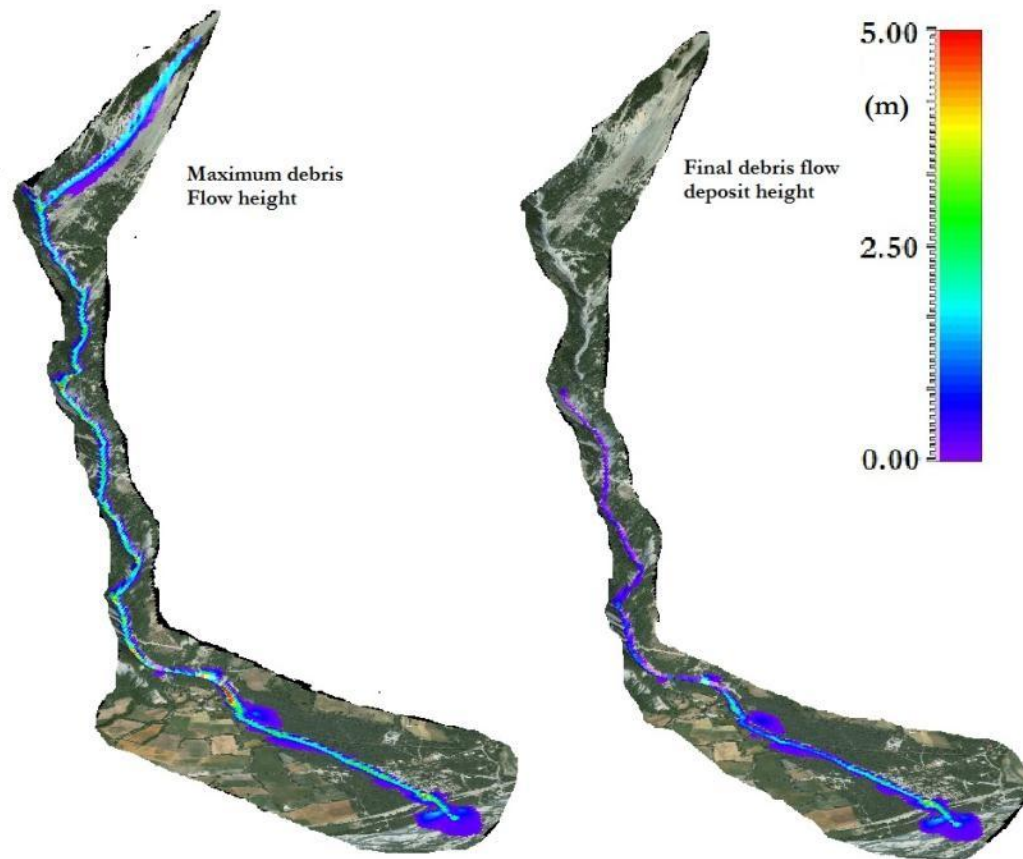 Maximum debris
Flow height
Final debris flow
deposit height
5.00
(m)
2.50
0.00